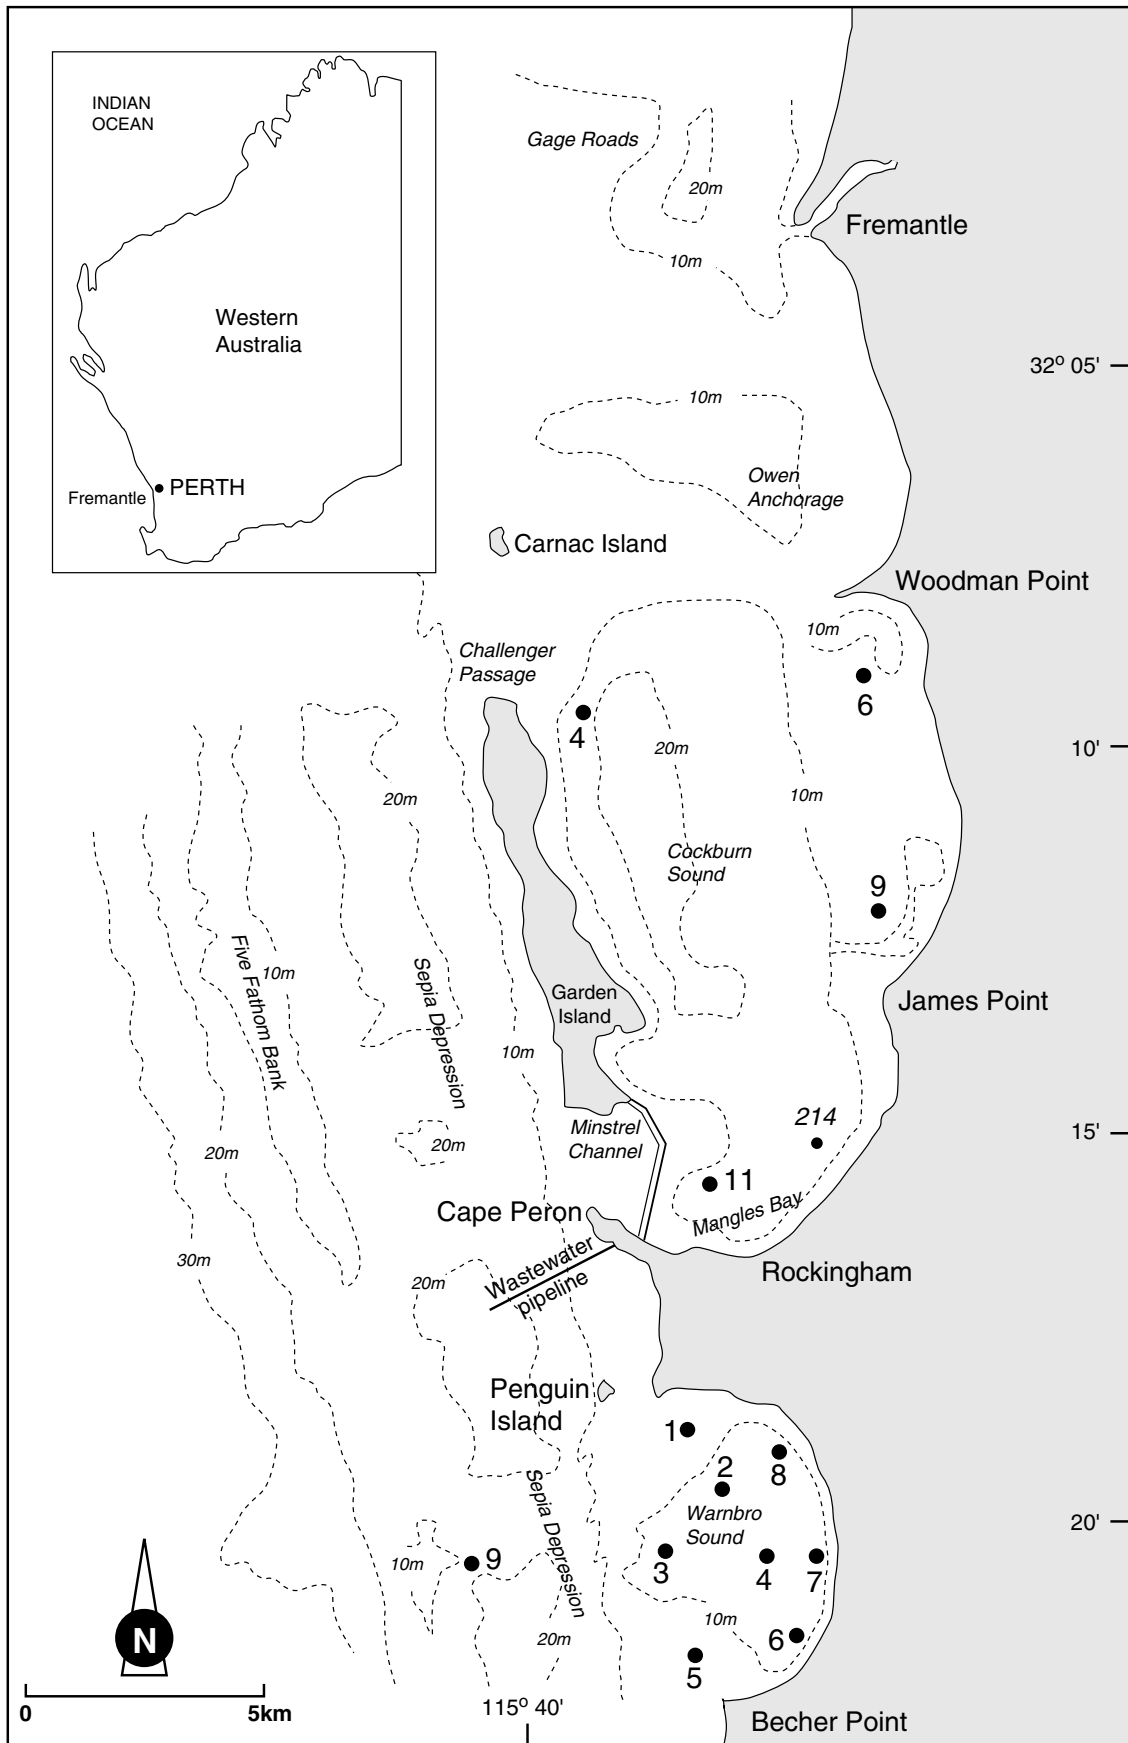 INDIAN
OCEAN
Western
Australia
Fremantle
PERTH
Gage Roads
20m
10m
Fremantle
32o 05'
10m
Owen
Anchorage
Carnac Island
Woodman Point
10m
Challenger
Passage
6
4
20m
10'
20m
10m
Cockburn
Sound
9
Five Fathom Bank
10m
Sepia Depression
Garden
Island
James Point
10m
214
Minstrel
Channel
15'
20m
20m
11
Mangles Bay
Cape Peron
Wastewater
pipeline
Rockingham
30m
20m
Penguin
Island
1
2
8
Sepia Depression
Warnbro
Sound
20'
10m
9
3
4
7
10m
6
20m
5
N
0
5km
115o 40'
Becher Point